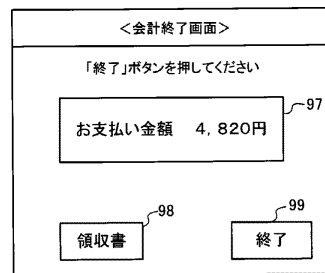 <会計終了画面>
「終了」ボタンを押してください
お支払い金額　4,820円
97
98
99
領収書
終了